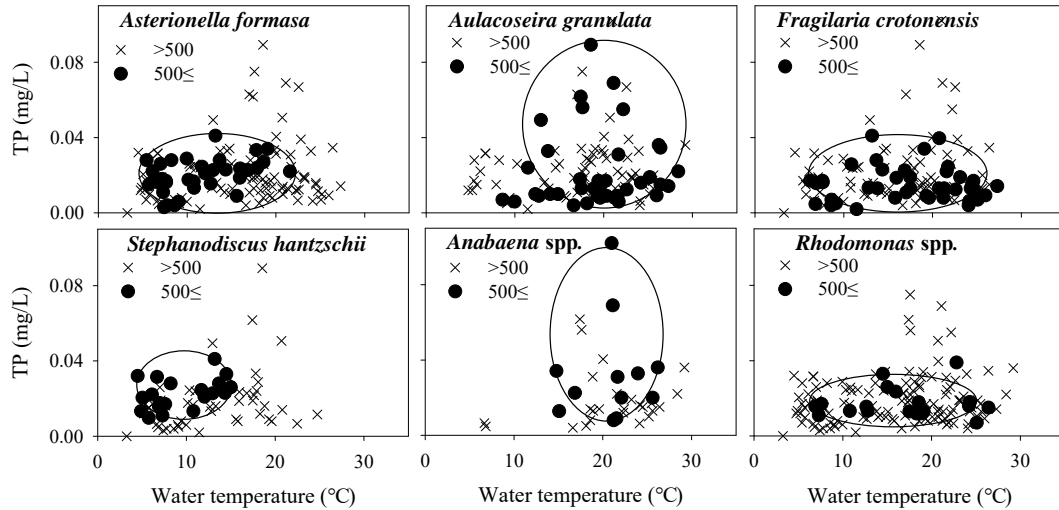 Asterionella formasa
>500
500≤
Aulacoseira granulata
>500
500≤
Fragilaria crotonensis
>500
500≤
TP (mg/L)
0.08
0.04
0.00
Stephanodiscus hantzschii
>500
500≤
Anabaena spp.
>500
500≤
Rhodomonas spp.
>500
500≤
TP (mg/L)
0.08
0.04
0.00
0 10 20 30
0 10 20 30
0 10 20 30
Water temperature (℃)
Water temperature (℃)
Water temperature (℃)